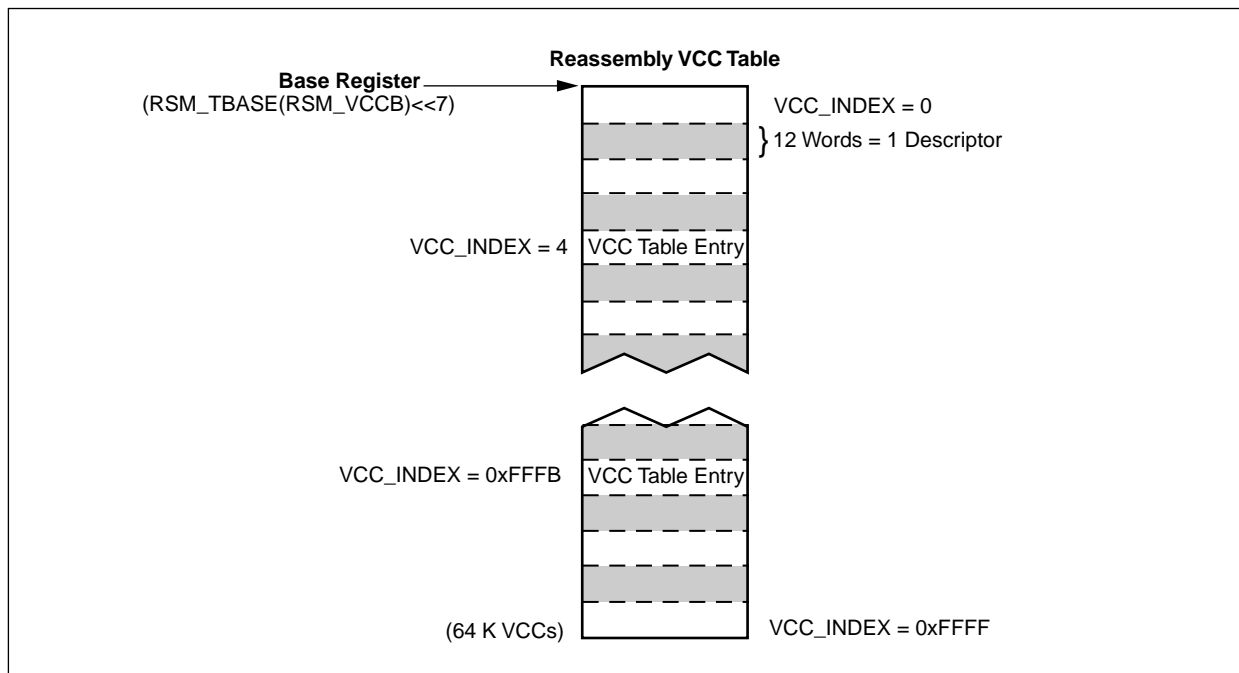 Reassembly VCC Table
Base Register
(RSM_TBASE(RSM_VCCB)<<7)
VCC_INDEX = 0
} 12 Words = 1 Descriptor
VCC_INDEX = 4
VCC Table Entry
VCC_INDEX = 0xFFFB
VCC Table Entry
(64 K VCCs)
VCC_INDEX = 0xFFFF